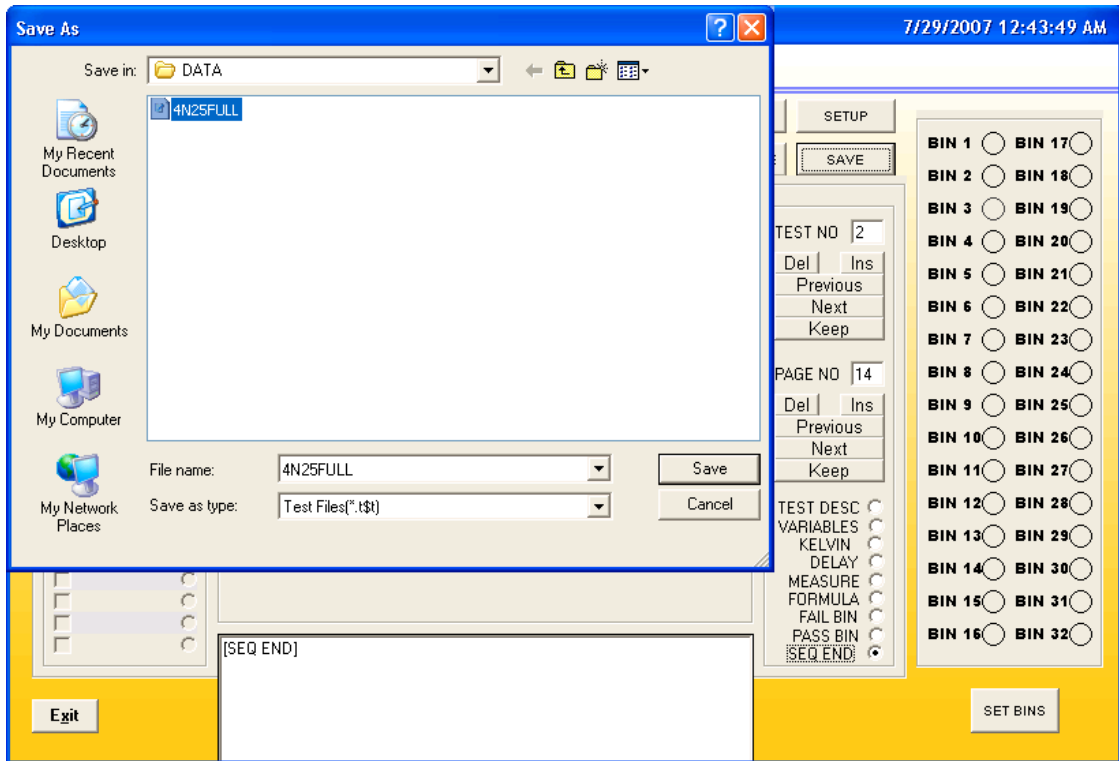 Save As
7/29/2007 12:43:49 AM
Save in:
DATA
4N25FULL
My Recent
Documents
Desktop
My Documents
My Computer
My Network
Places
File name:
4N25FULL
Save
Save as type:
Test Files(*.t$t)
Cancel
SETUP
SAVE
TEST NO 2
Del Ins
Previous
Next
Keep
PAGE NO 14
Del Ins
Previous
Next
Keep
TEST DESC
VARIABLES
KELVIN
DELAY
MEASURE
FORMULA
FAIL BIN
PASS BIN
SEQ END
BIN 1 BIN 17
BIN 2 BIN 18
BIN 3 BIN 19
BIN 4 BIN 20
BIN 5 BIN 21
BIN 6 BIN 22
BIN 7 BIN 23
BIN 8 BIN 24
BIN 9 BIN 25
BIN 10 BIN 26
BIN 11 BIN 27
BIN 12 BIN 28
BIN 13 BIN 29
BIN 14 BIN 30
BIN 15 BIN 31
BIN 16 BIN 32
[SEQ END]
Exit
SET BINS